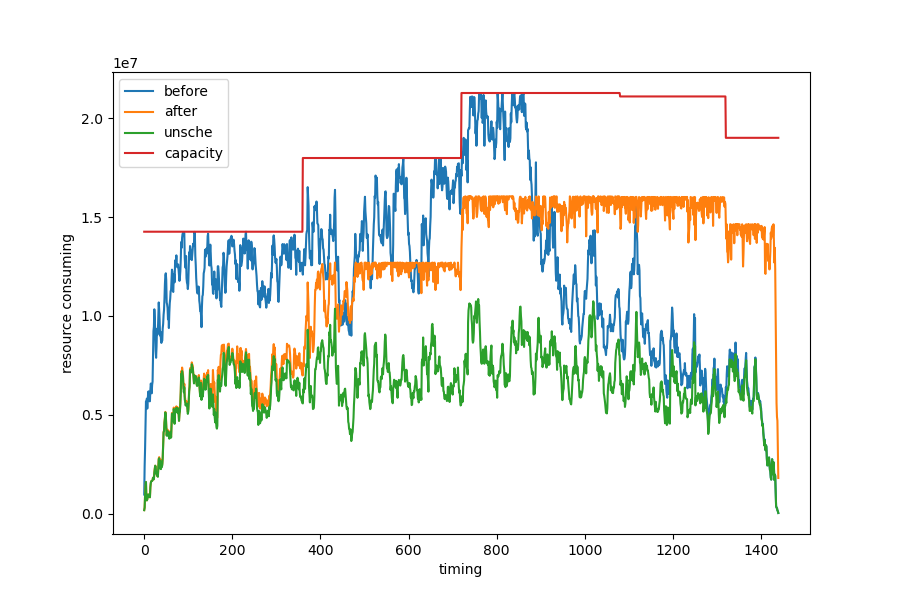 1e7
before
after
unsche
capacity
2.0
1.5
1.0
0.5
0.0
resource consuming
0 200 400 600 800 1000 1200 1400
timing